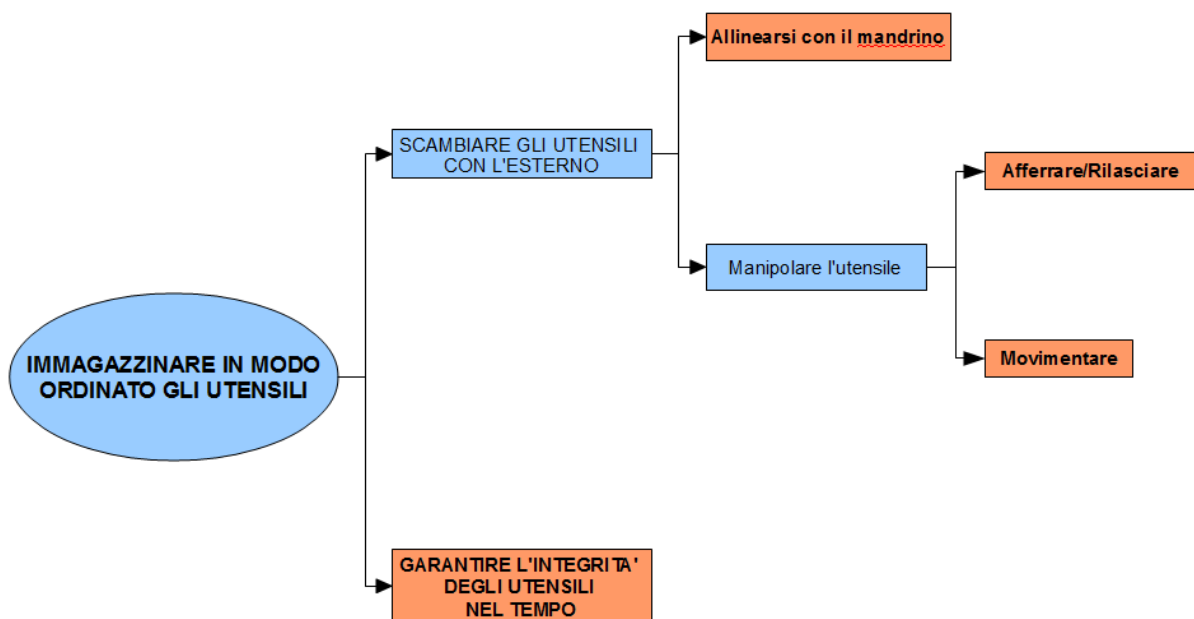 Allinearsi con il mandrino
SCAMBIARE GLI UTENSILI
CON L'ESTERNO
Afferrare/Rilasciare
Manipolare l'utensile
IMMAGAZZINARE IN MODO
ORDINATO GLI UTENSILI
Movimentare
GARANTIRE L'INTEGRITA'
DEGLI UTENSILI
NEL TEMPO